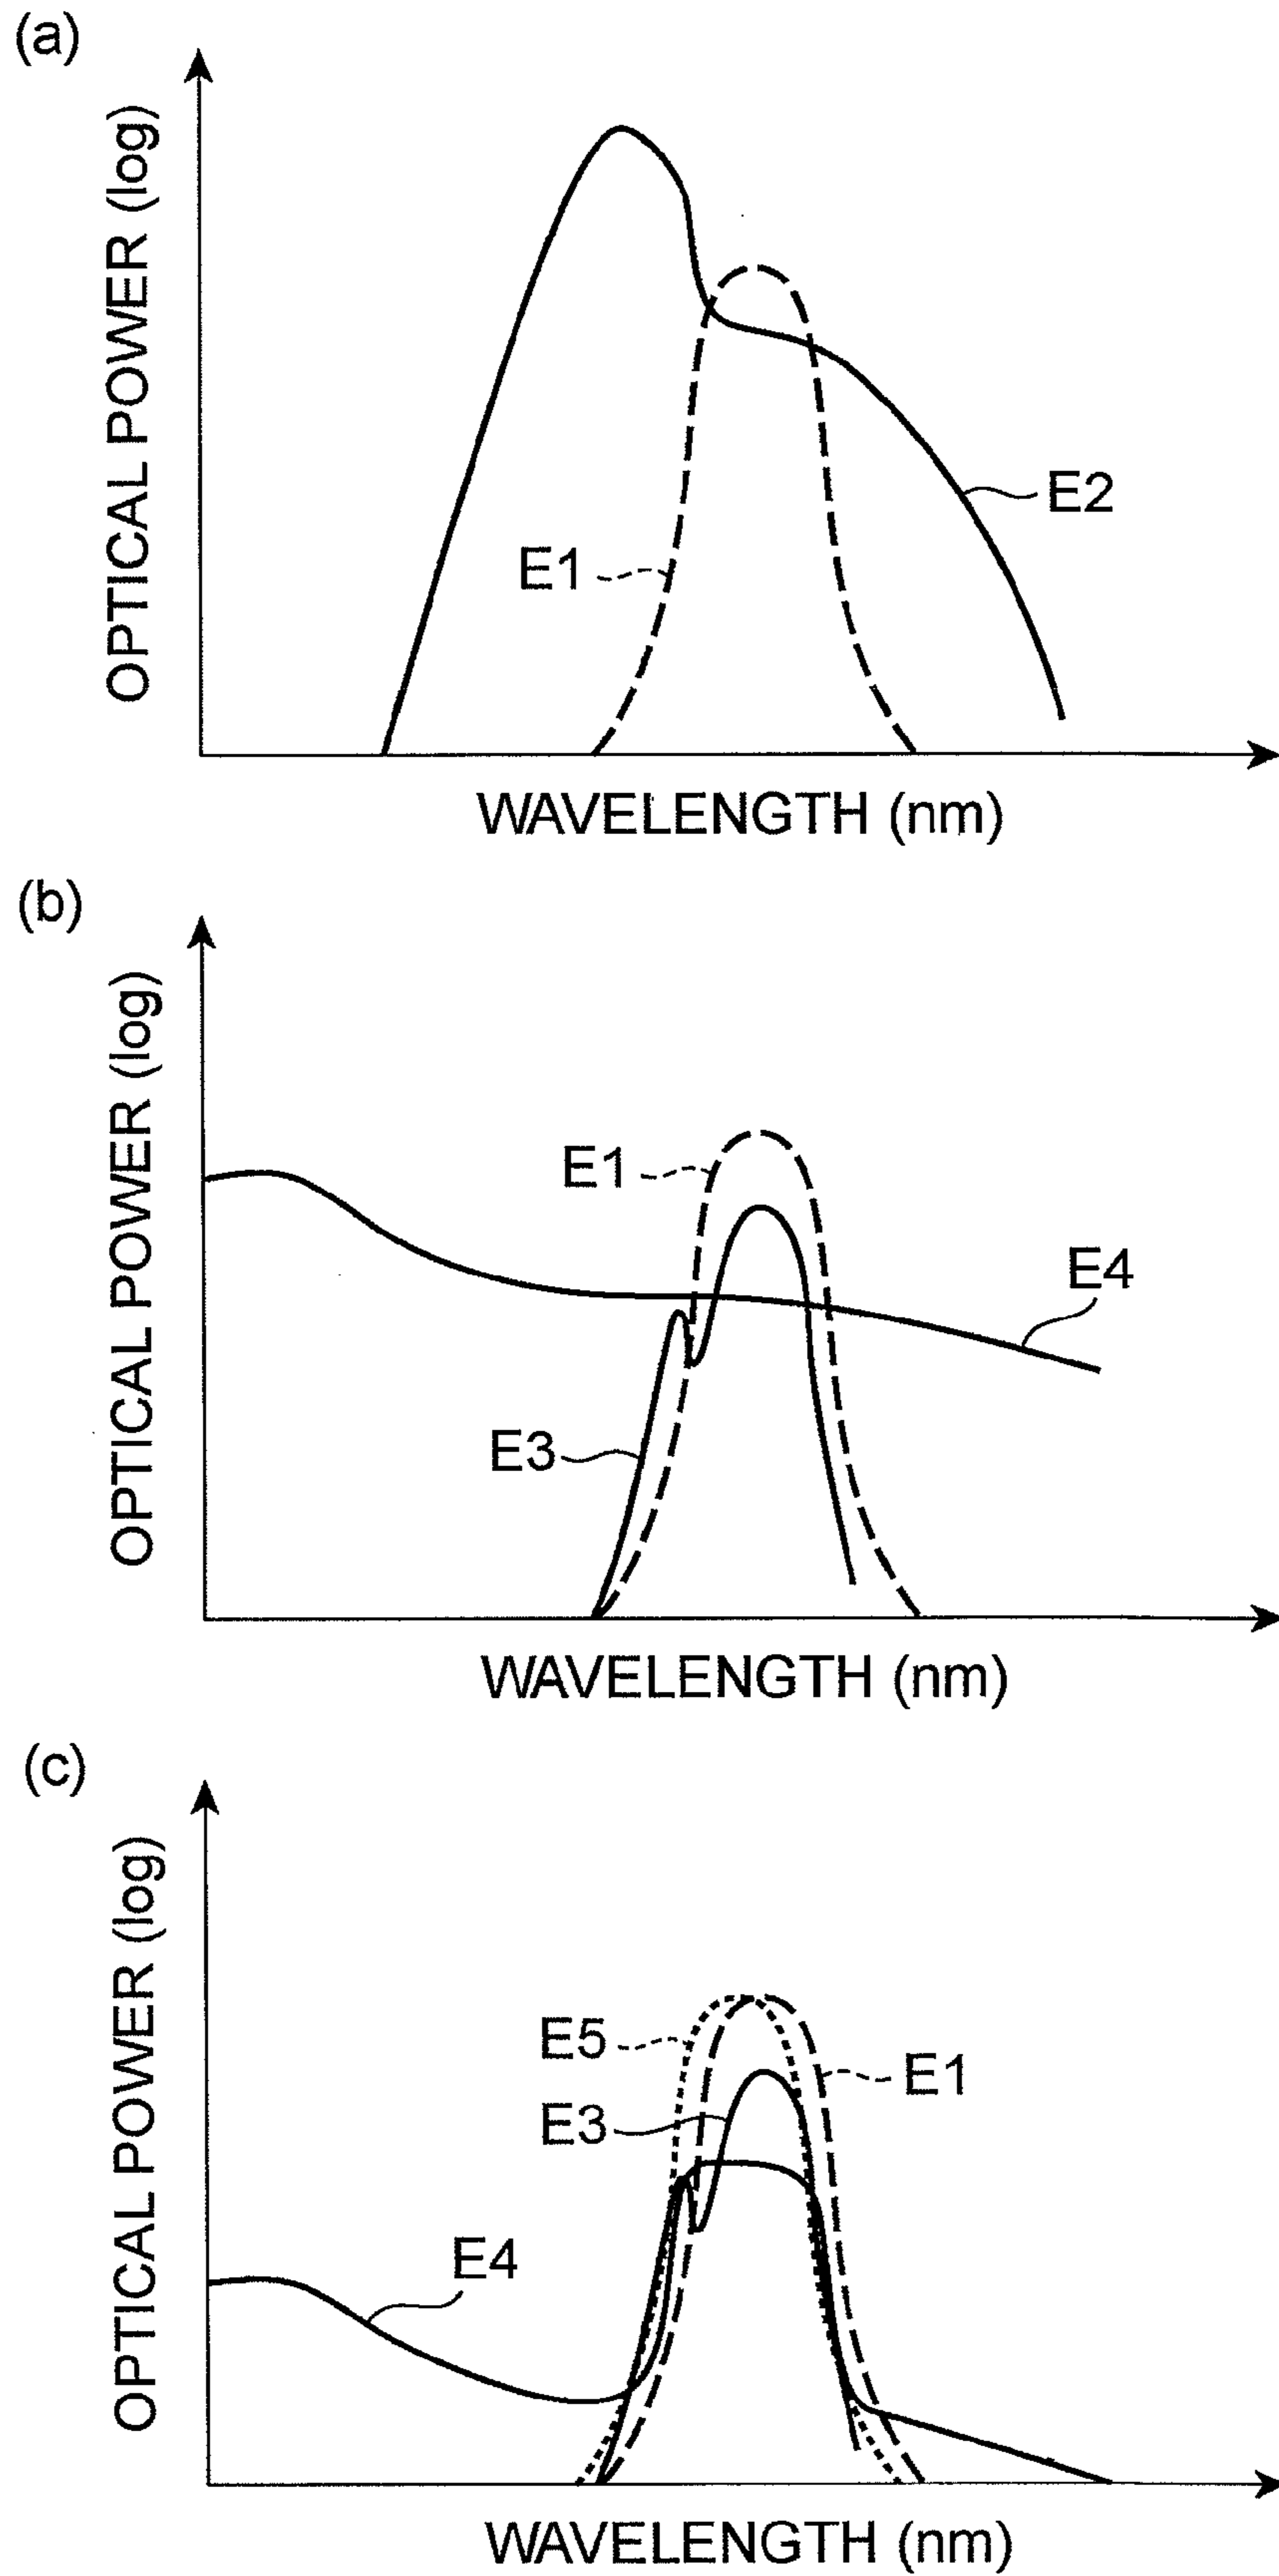 (a)
OPTICAL POWER (log)
E1
E2
WAVELENGTH (nm)
(b)
OPTICAL POWER (log)
E1
E4
E3
WAVELENGTH (nm)
(c)
OPTICAL POWER (log)
E5
E1
E3
E4
WAVELENGTH (nm)